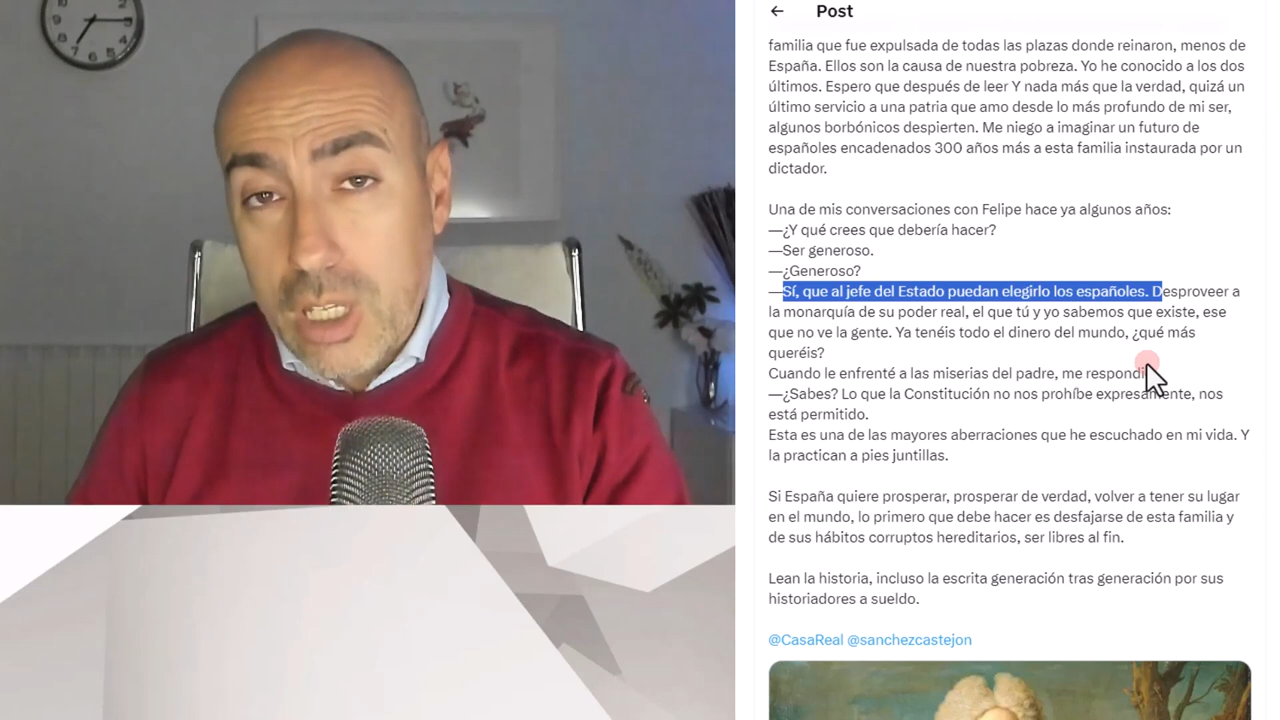 Post
familia que fue expulsada de todas las plazas donde reinaron, menos de
España. Ellos son la causa de nuestra pobreza. Yo he conocido a los dos
últimos. Espero que después de leer Y nada más que la verdad, quizá un
último servicio a una patria que amo desde lo más profundo de mi ser,
algunos borbónicos despierten. Me niego a imaginar un futuro de
españoles encadenados 300 años más a esta familia instaurada por un
dictador.
Una de mis conversaciones con Felipe hace ya algunos años:
—¿Y qué crees que debería hacer?
—Ser generoso.
—¿Generoso?
—Sí, que al jefe del Estado puedan elegirlo los españoles. Desproveer a
la monarquía de su poder real, el que tú y yo sabemos que existe, ese
que no ve la gente. Ya tenéis todo el dinero del mundo, ¿qué más
queréis?
Cuando le enfrenté a las miserias del padre, me respondi
—¿Sabes? Lo que la Constitución no nos prohíbe expresamente, nos
está permitido.
Esta es una de las mayores aberraciones que he escuchado en mi vida. Y
la practican a pies juntillas.
Si España quiere prosperar, prosperar de verdad, volver a tener su lugar
en el mundo, lo primero que debe hacer es desfajarse de esta familia y
de sus hábitos corruptos hereditarios, ser libres al fin.
Lean la historia, incluso la escrita generación tras generación por sus
historiadores a sueldo.
@CasaReal @sanchezcastejon
12
1
2
3
4
5
6
7
8